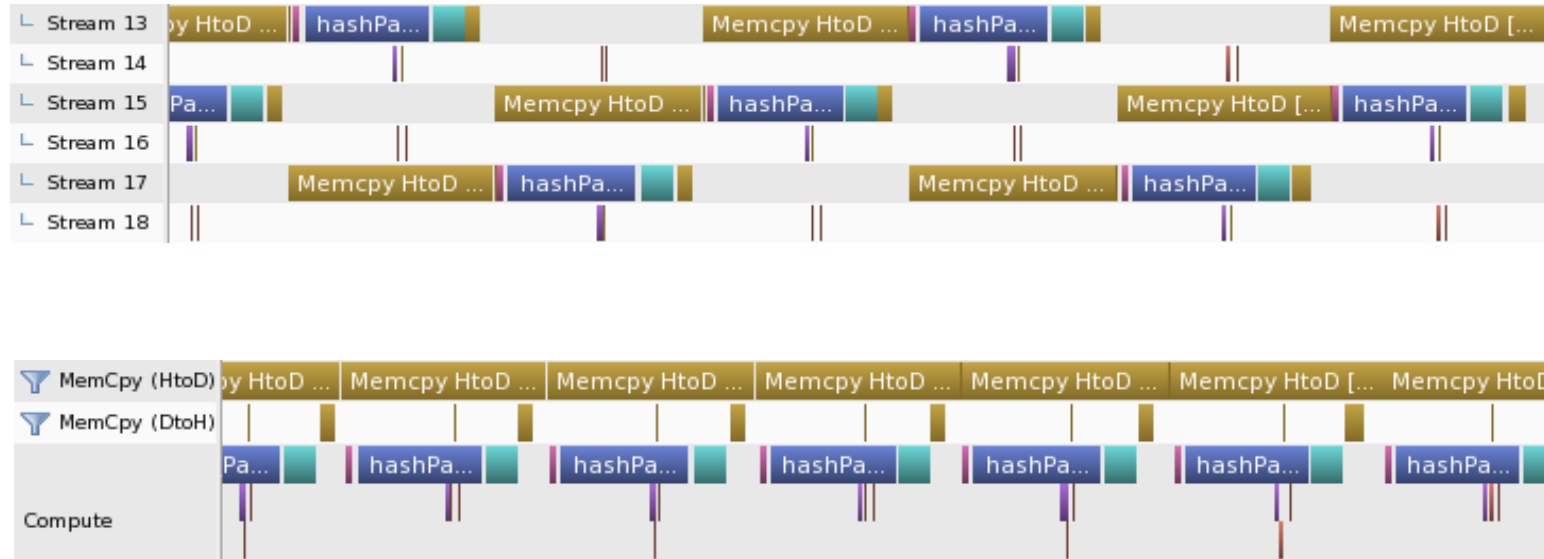 Stream 13 py HtoD ... hashPa... Memcpy HtoD ... hashPa... Memcpy HtoD [...
Stream 14
Stream 15 Pa... Memcpy HtoD ... hashPa... Memcpy HtoD [... hashPa...
Stream 16
Stream 17 Memcpy HtoD ... hashPa... Memcpy HtoD ... hashPa...
Stream 18
MemCpy (HtoD) py HtoD ... Memcpy HtoD ... Memcpy HtoD ... Memcpy HtoD ... Memcpy HtoD ... Memcpy HtoD [... Memcpy HtoD
MemCpy (DtoH)
Pa... hashPa... hashPa... hashPa... hashPa... hashPa... hashPa...
Compute